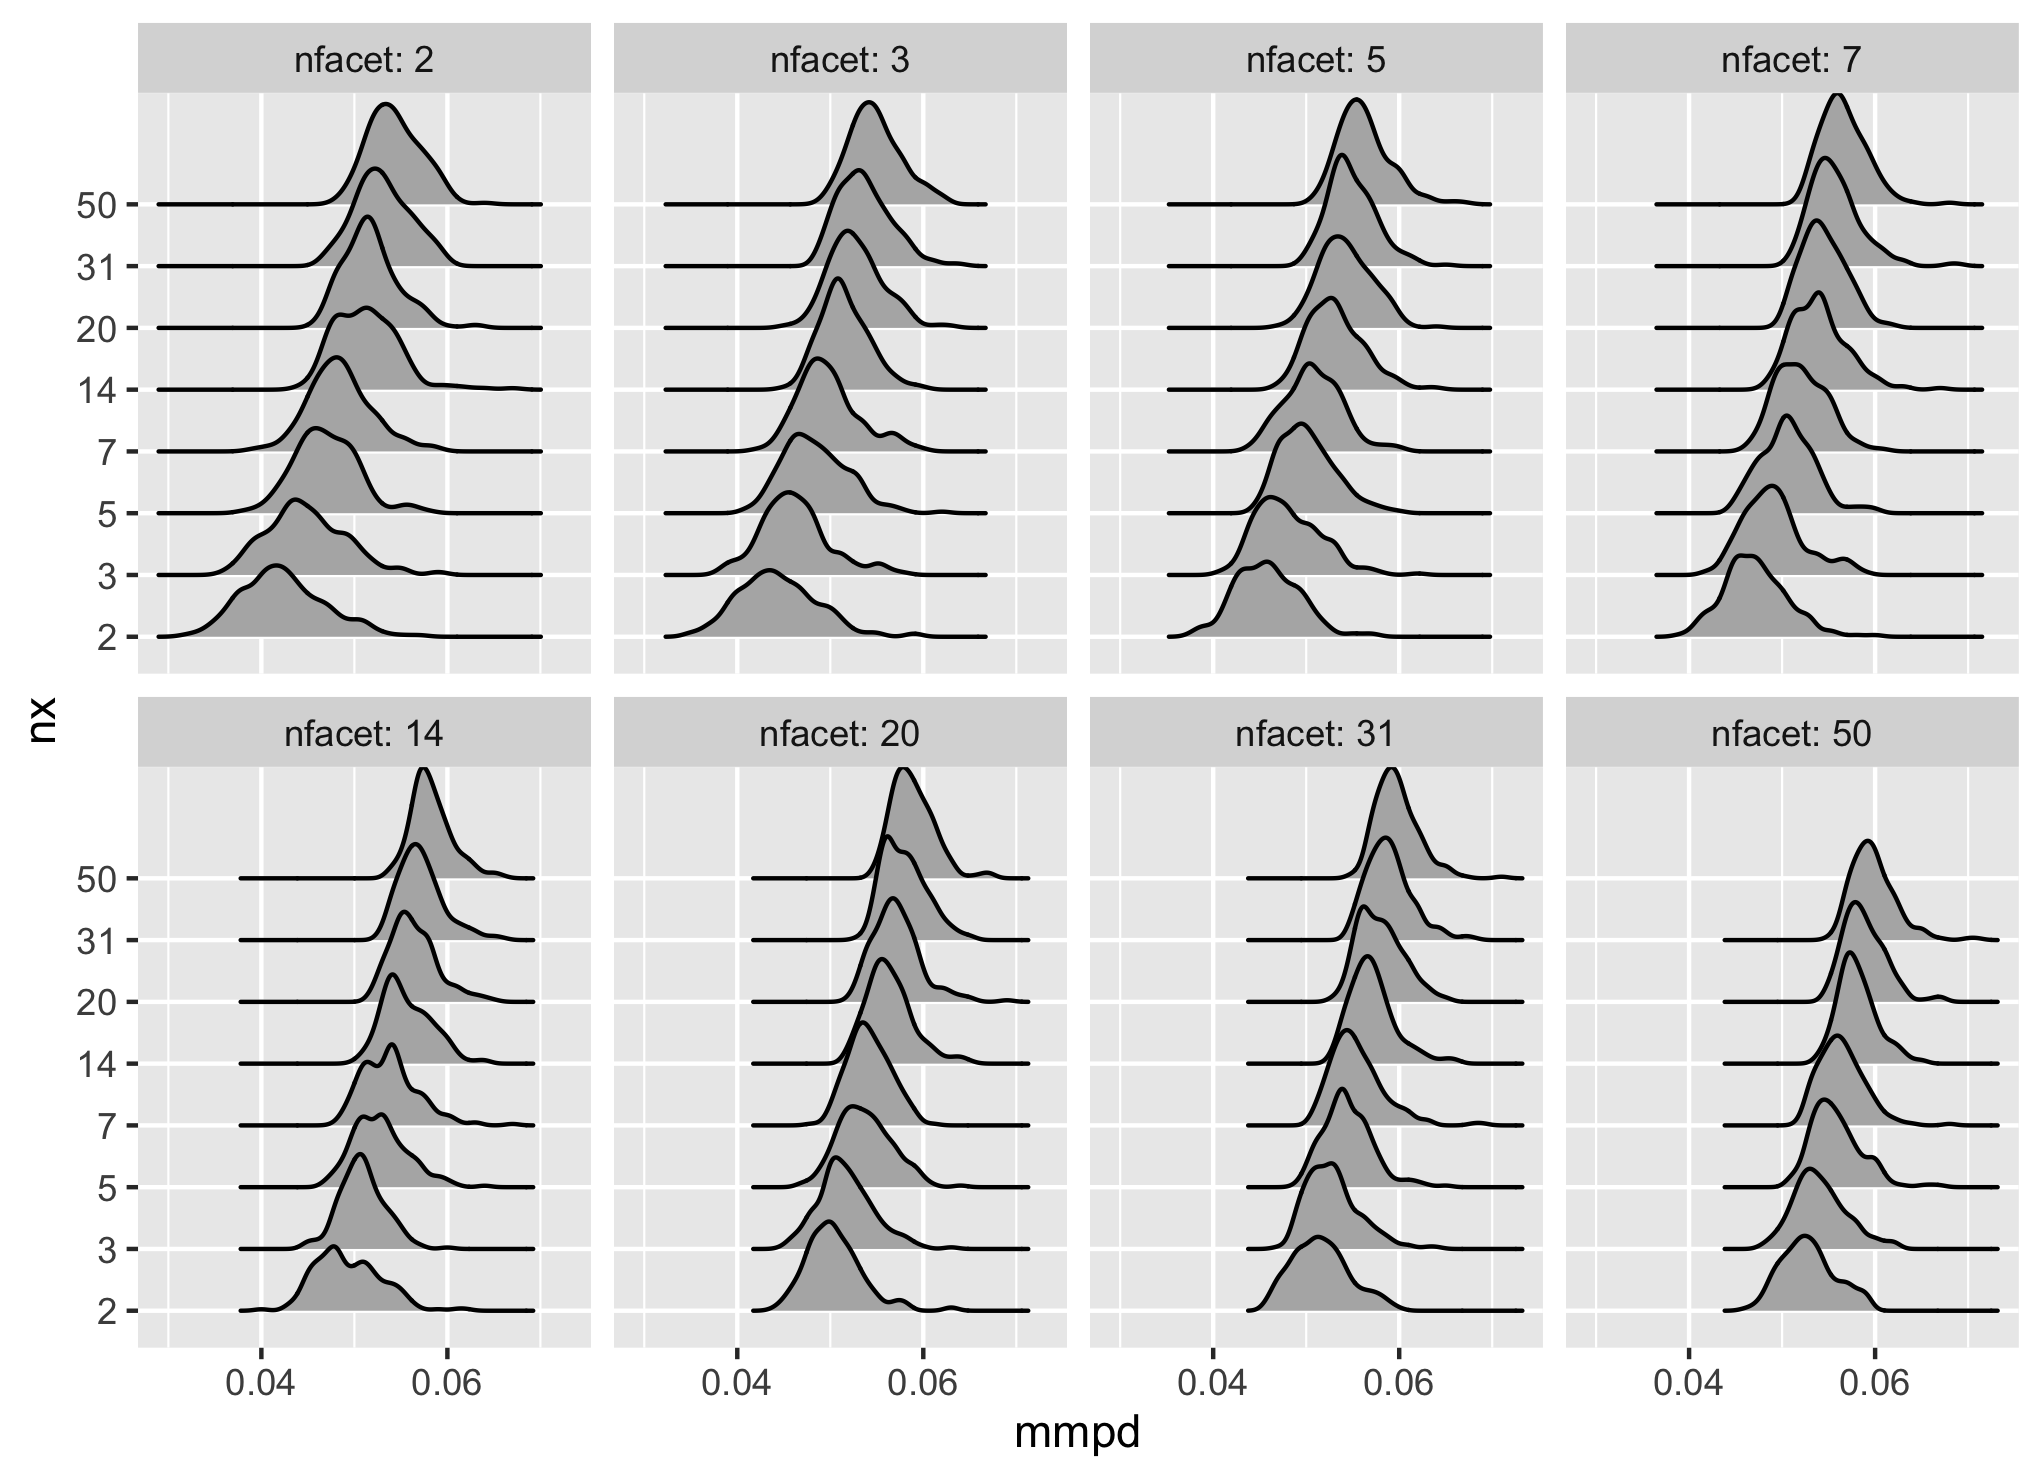 nfacet: 2
nfacet: 3
nfacet: 5
nfacet: 7
50
31
20
14
7
5
3
2
nx
nfacet: 14
nfacet: 20
nfacet: 31
nfacet: 50
50
31
20
14
7
5
3
2
0.04 0.06 0.04 0.06 0.04 0.06 0.04 0.06
mmpd